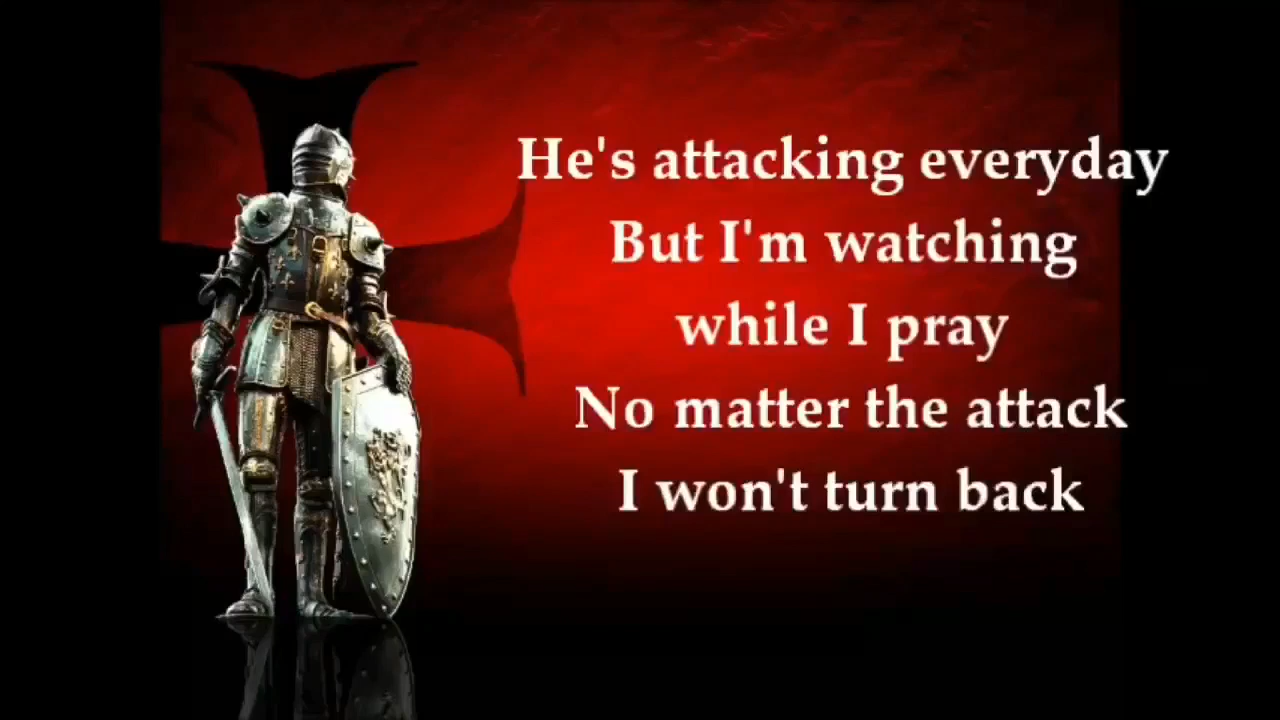 He's attacking everyday
But I'm watching
while I pray
No matter the attack
I won't turn back